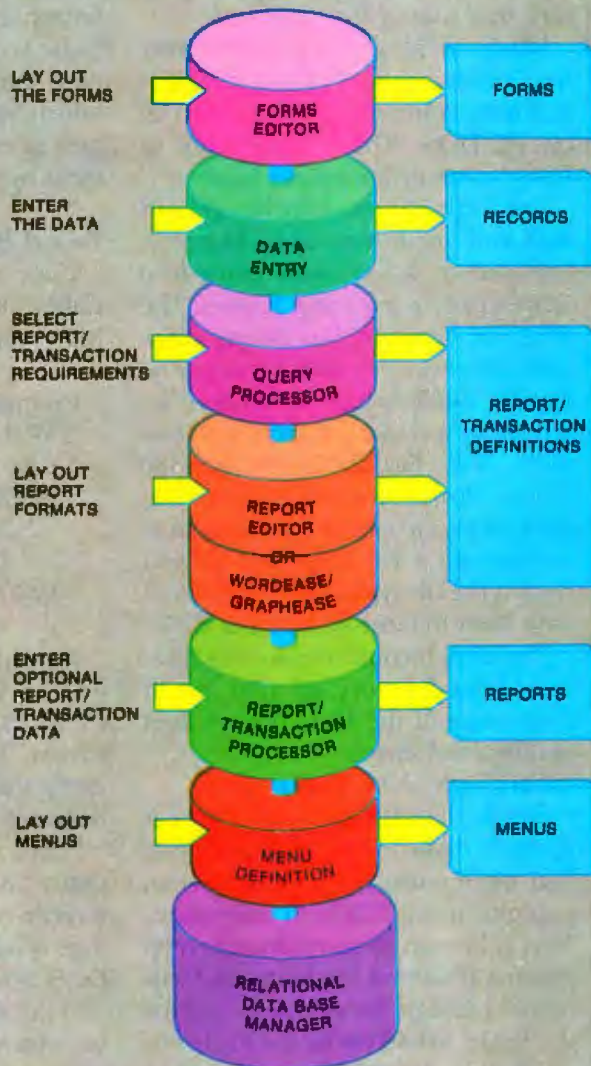 LAY OUT
THE FORMS
FORMS
EDITOR
FORMS
ENTER
THE DATA
DATA
ENTRY
RECORDS
SELECT
REPORT/
TRANSACTION
REQUIREMENTS
QUERY
PROCESSOR
REPORT/
TRANSACTION
DEFINITIONS
LAY OUT
REPORT
FORMATS
REPORT
EDITOR
OR
WORDEASE/
GRAPHEASE
ENTER
OPTIONAL
REPORT/
TRANSACTION
DATA
REPORT/
TRANSACTION
PROCESSOR
REPORTS
LAY OUT
MENUS
MENU
DEFINITION
MENUS
RELATIONAL
DATA BASE
MANAGER